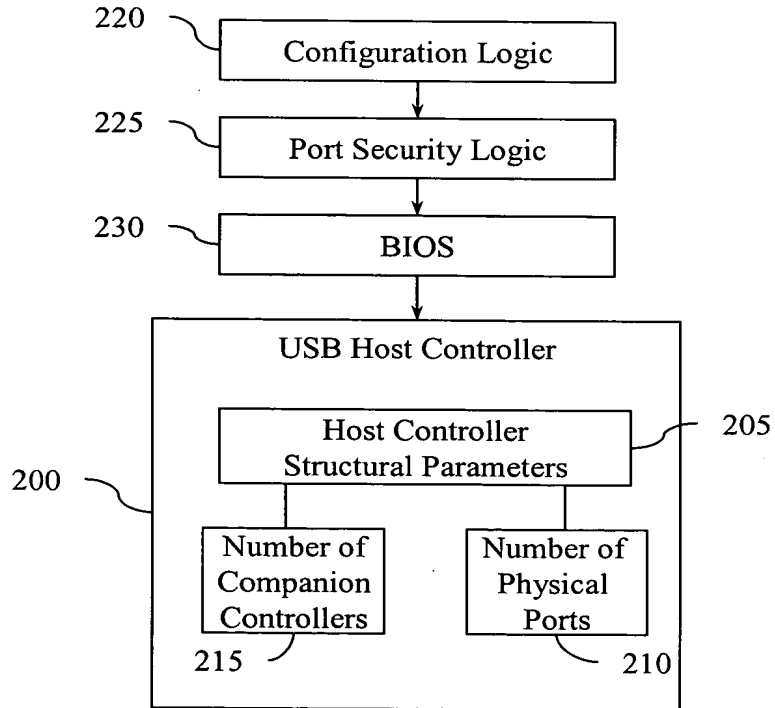 220
Configuration Logic
225
Port Security Logic
230
BIOS
USB Host Controller
Host Controller
Structural Parameters
205
200
Number of
Companion
Controllers
215
Number of
Physical
Ports
210